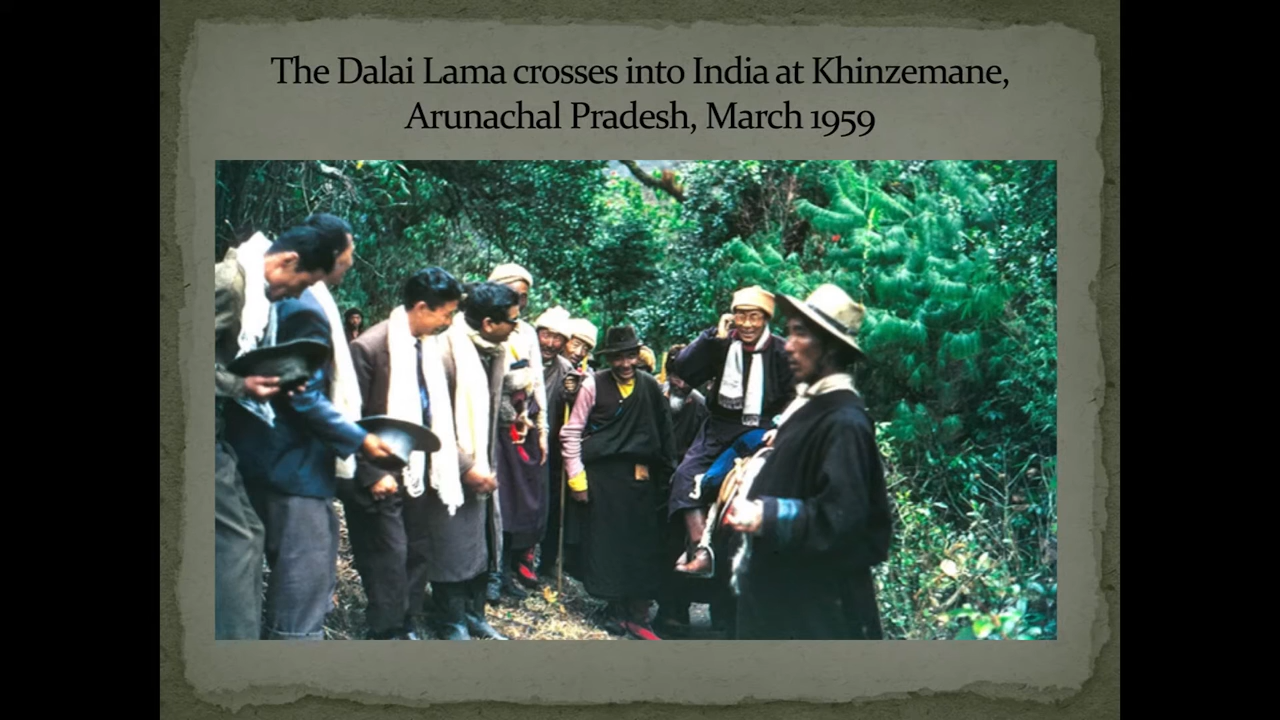 The Dalai Lama crosses into India at Khinzemane,
Arunachal Pradesh, March 1959